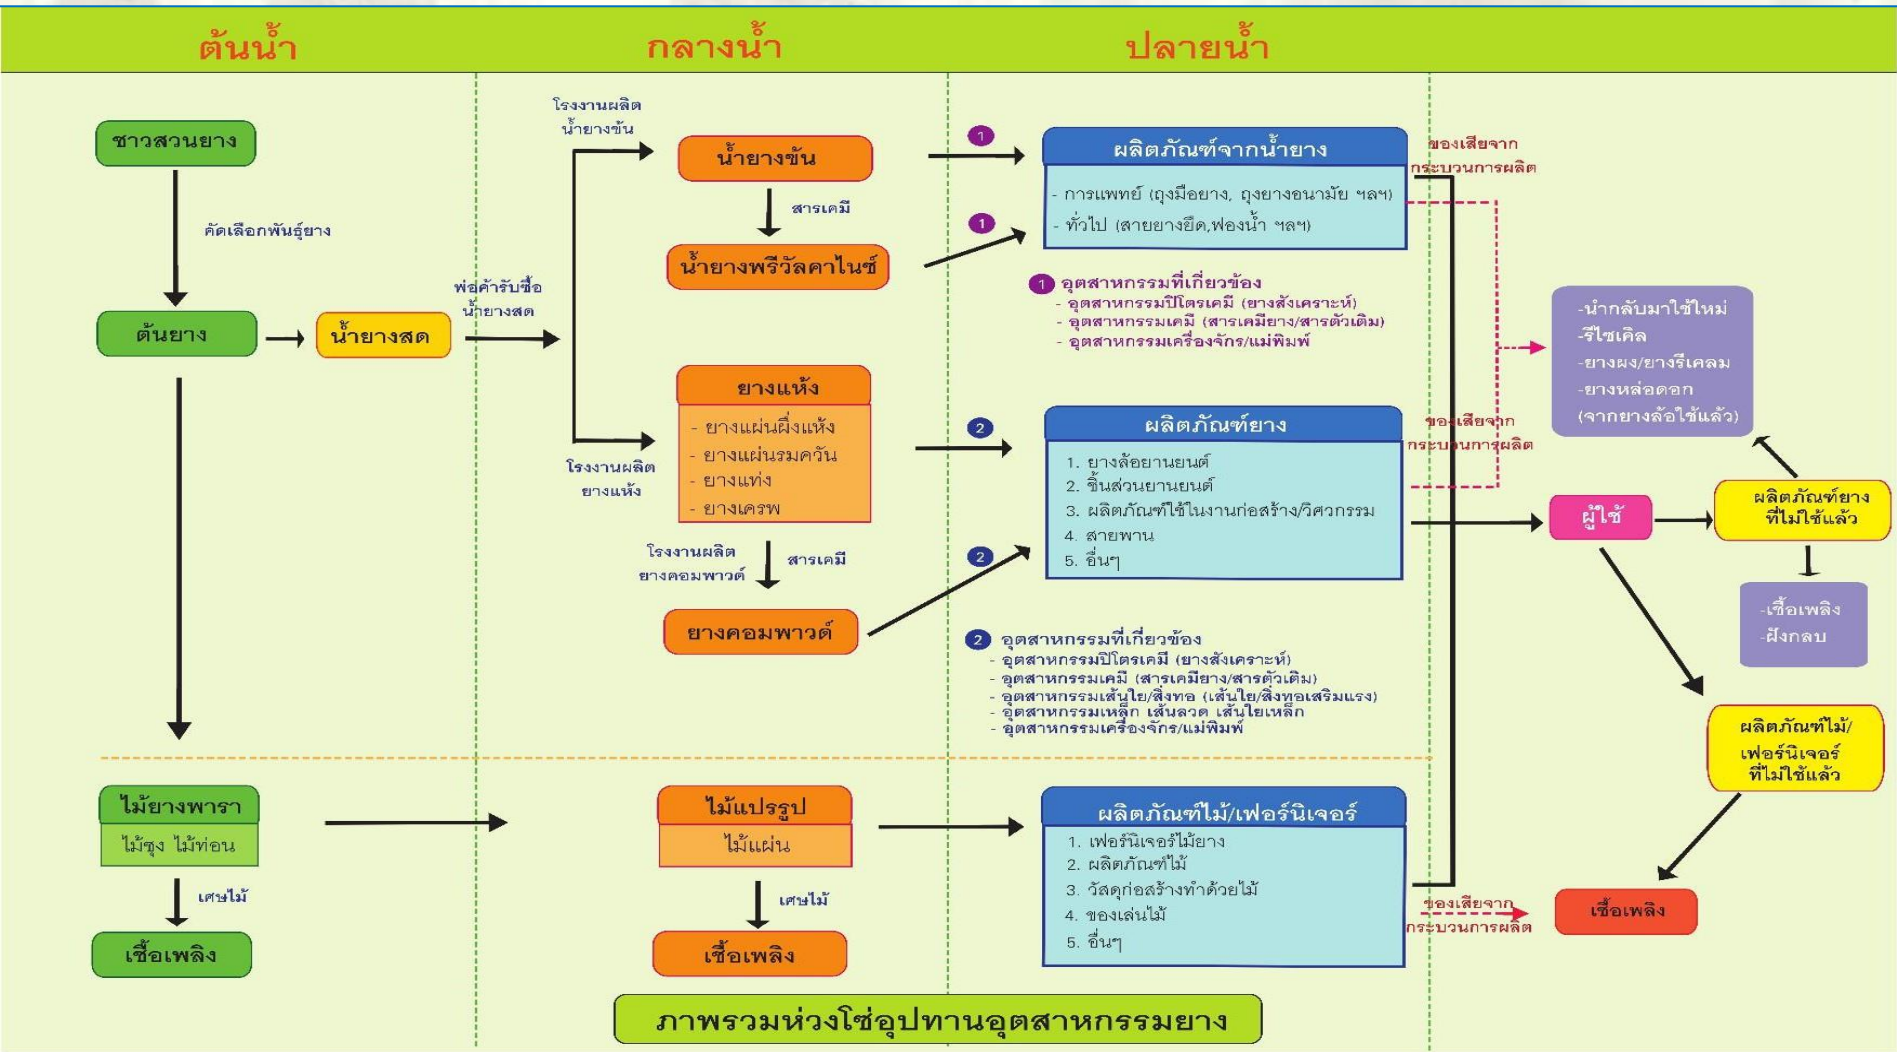 ต้นน้ำ
กลางน้ำ
ปลายน้ำ
ชาวสวนยาง
คัดเลือกพันธุ์ยาง
ต้นยาง
น้ำยางสด
พ่อค้ารับซื้อ
น้ำยางสด
โรงงานผลิต
น้ำยางข้น
น้ำยางข้น
สารเคมี
น้ำยางพรีวัลคาไนซ์
โรงงานผลิต
ยางแห้ง
ยางแห้ง
- ยางแผ่นผึ่งแห้ง
- ยางแผ่นรมควัน
- ยางแท่ง
- ยางเครพ
โรงงานผลิต
ยางคอมพาวด์
สารเคมี
ยางคอมพาวด์
1
1
ผลิตภัณฑ์จากน้ำยาง
- การแพทย์ (ถุงมือยาง, ถุงยางอนามัย ฯลฯ)
- ทั่วไป (สายยางยืด,ฟองน้ำ ฯลฯ)
1 อุตสาหกรรมที่เกี่ยวข้อง
- อุตสาหกรรมปิโตรเคมี (ยางสังเคราะห์)
- อุตสาหกรรมเคมี (สารเคมียาง/สารตัวเติม)
- อุตสาหกรรมเครื่องจักร/แม่พิมพ์
2
2
ผลิตภัณฑ์ยาง
1. ยางล้อยานยนต์
2. ชิ้นส่วนยานยนต์
3. ผลิตภัณฑ์ใช้ในงานก่อสร้าง/วิศวกรรม
4. สายพาน
5. อื่นๆ
2 อุตสาหกรรมที่เกี่ยวข้อง
- อุตสาหกรรมปิโตรเคมี (ยางสังเคราะห์)
- อุตสาหกรรมเคมี (สารเคมียาง/สารตัวเติม)
- อุตสาหกรรมเส้นใย/สิ่งทอ (เส้นใย/สิ่งทอเสริมแรง)
- อุตสาหกรรมเหล็ก เส้นลวด เส้นใยเหล็ก
- อุตสาหกรรมเครื่องจักร/แม่พิมพ์
ของเสียจาก
กระบวนการผลิต
ของเสียจาก
กระบวนการผลิต
-นำกลับมาใช้ใหม่
-รีไซเคิล
-ยางผง/ยางรีเคลม
-ยางหล่อดอก
(จากยางล้อใช้แล้ว)
ผู้ใช้
ผลิตภัณฑ์ยาง
ที่ไม่ใช้แล้ว
-เชื้อเพลิง
-ฝังกลบ
ผลิตภัณฑ์ไม้/
เฟอร์นิเจอร์
ที่ไม่ใช้แล้ว
ไม้ยางพารา
ไม้ซุง ไม้ท่อน
เศษไม้
เชื้อเพลิง
ไม้แปรรูป
ไม้แผ่น
เศษไม้
เชื้อเพลิง
ผลิตภัณฑ์ไม้/เฟอร์นิเจอร์
1. เฟอร์นิเจอร์ไม้ยาง
2. ผลิตภัณฑ์ไม้
3. วัสดุก่อสร้างทำด้วยไม้
4. ของเล่นไม้
5. อื่นๆ
ของเสียจาก
กระบวนการผลิต
เชื้อเพลิง
ภาพรวมห่วงโซ่อุปทานอุตสาหกรรมยาง